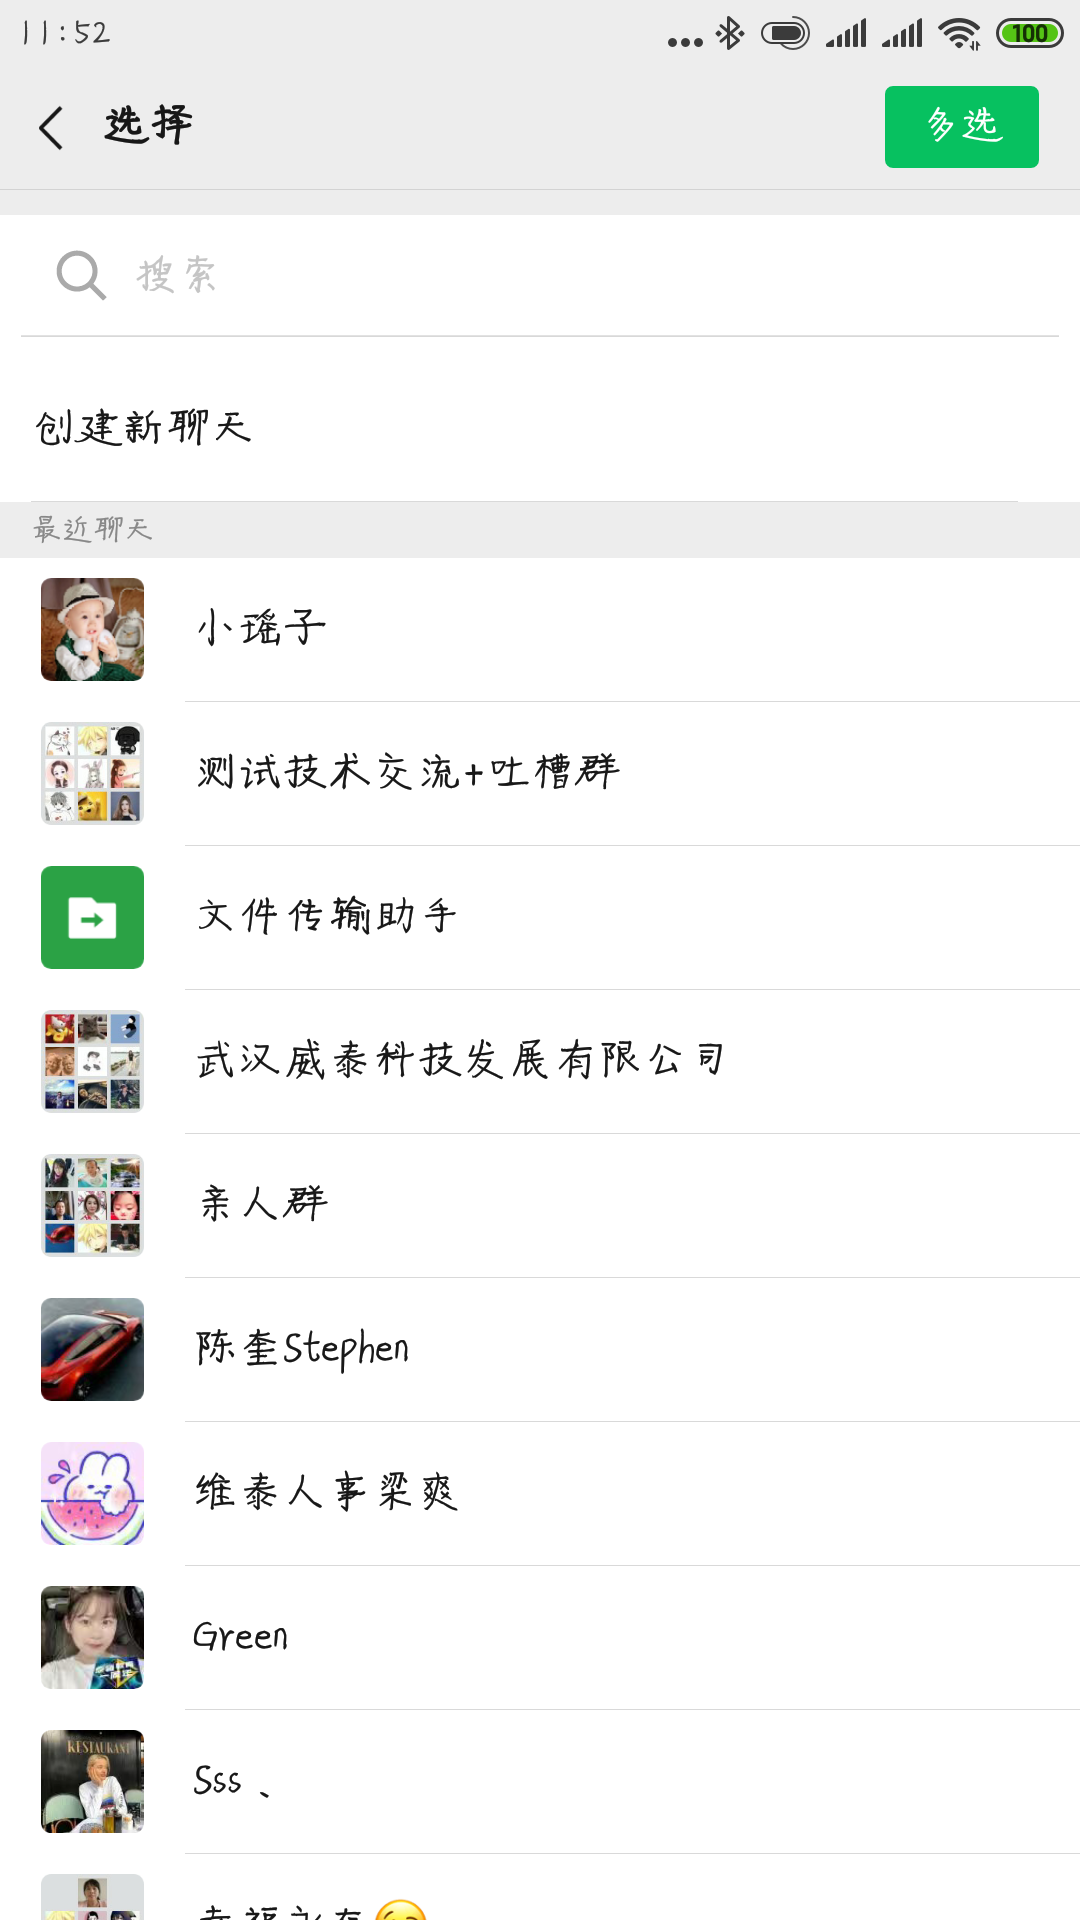 11:52
100
选择
多选
搜索
创建新聊天
最近聊天
小瑶子
测试技术交流+吐槽群
文件传输助手
武汉威泰科技发展有限公司
亲人群
陈奎Stephen
维泰人事梁爽
Green
RESTAURANT
Sss 、